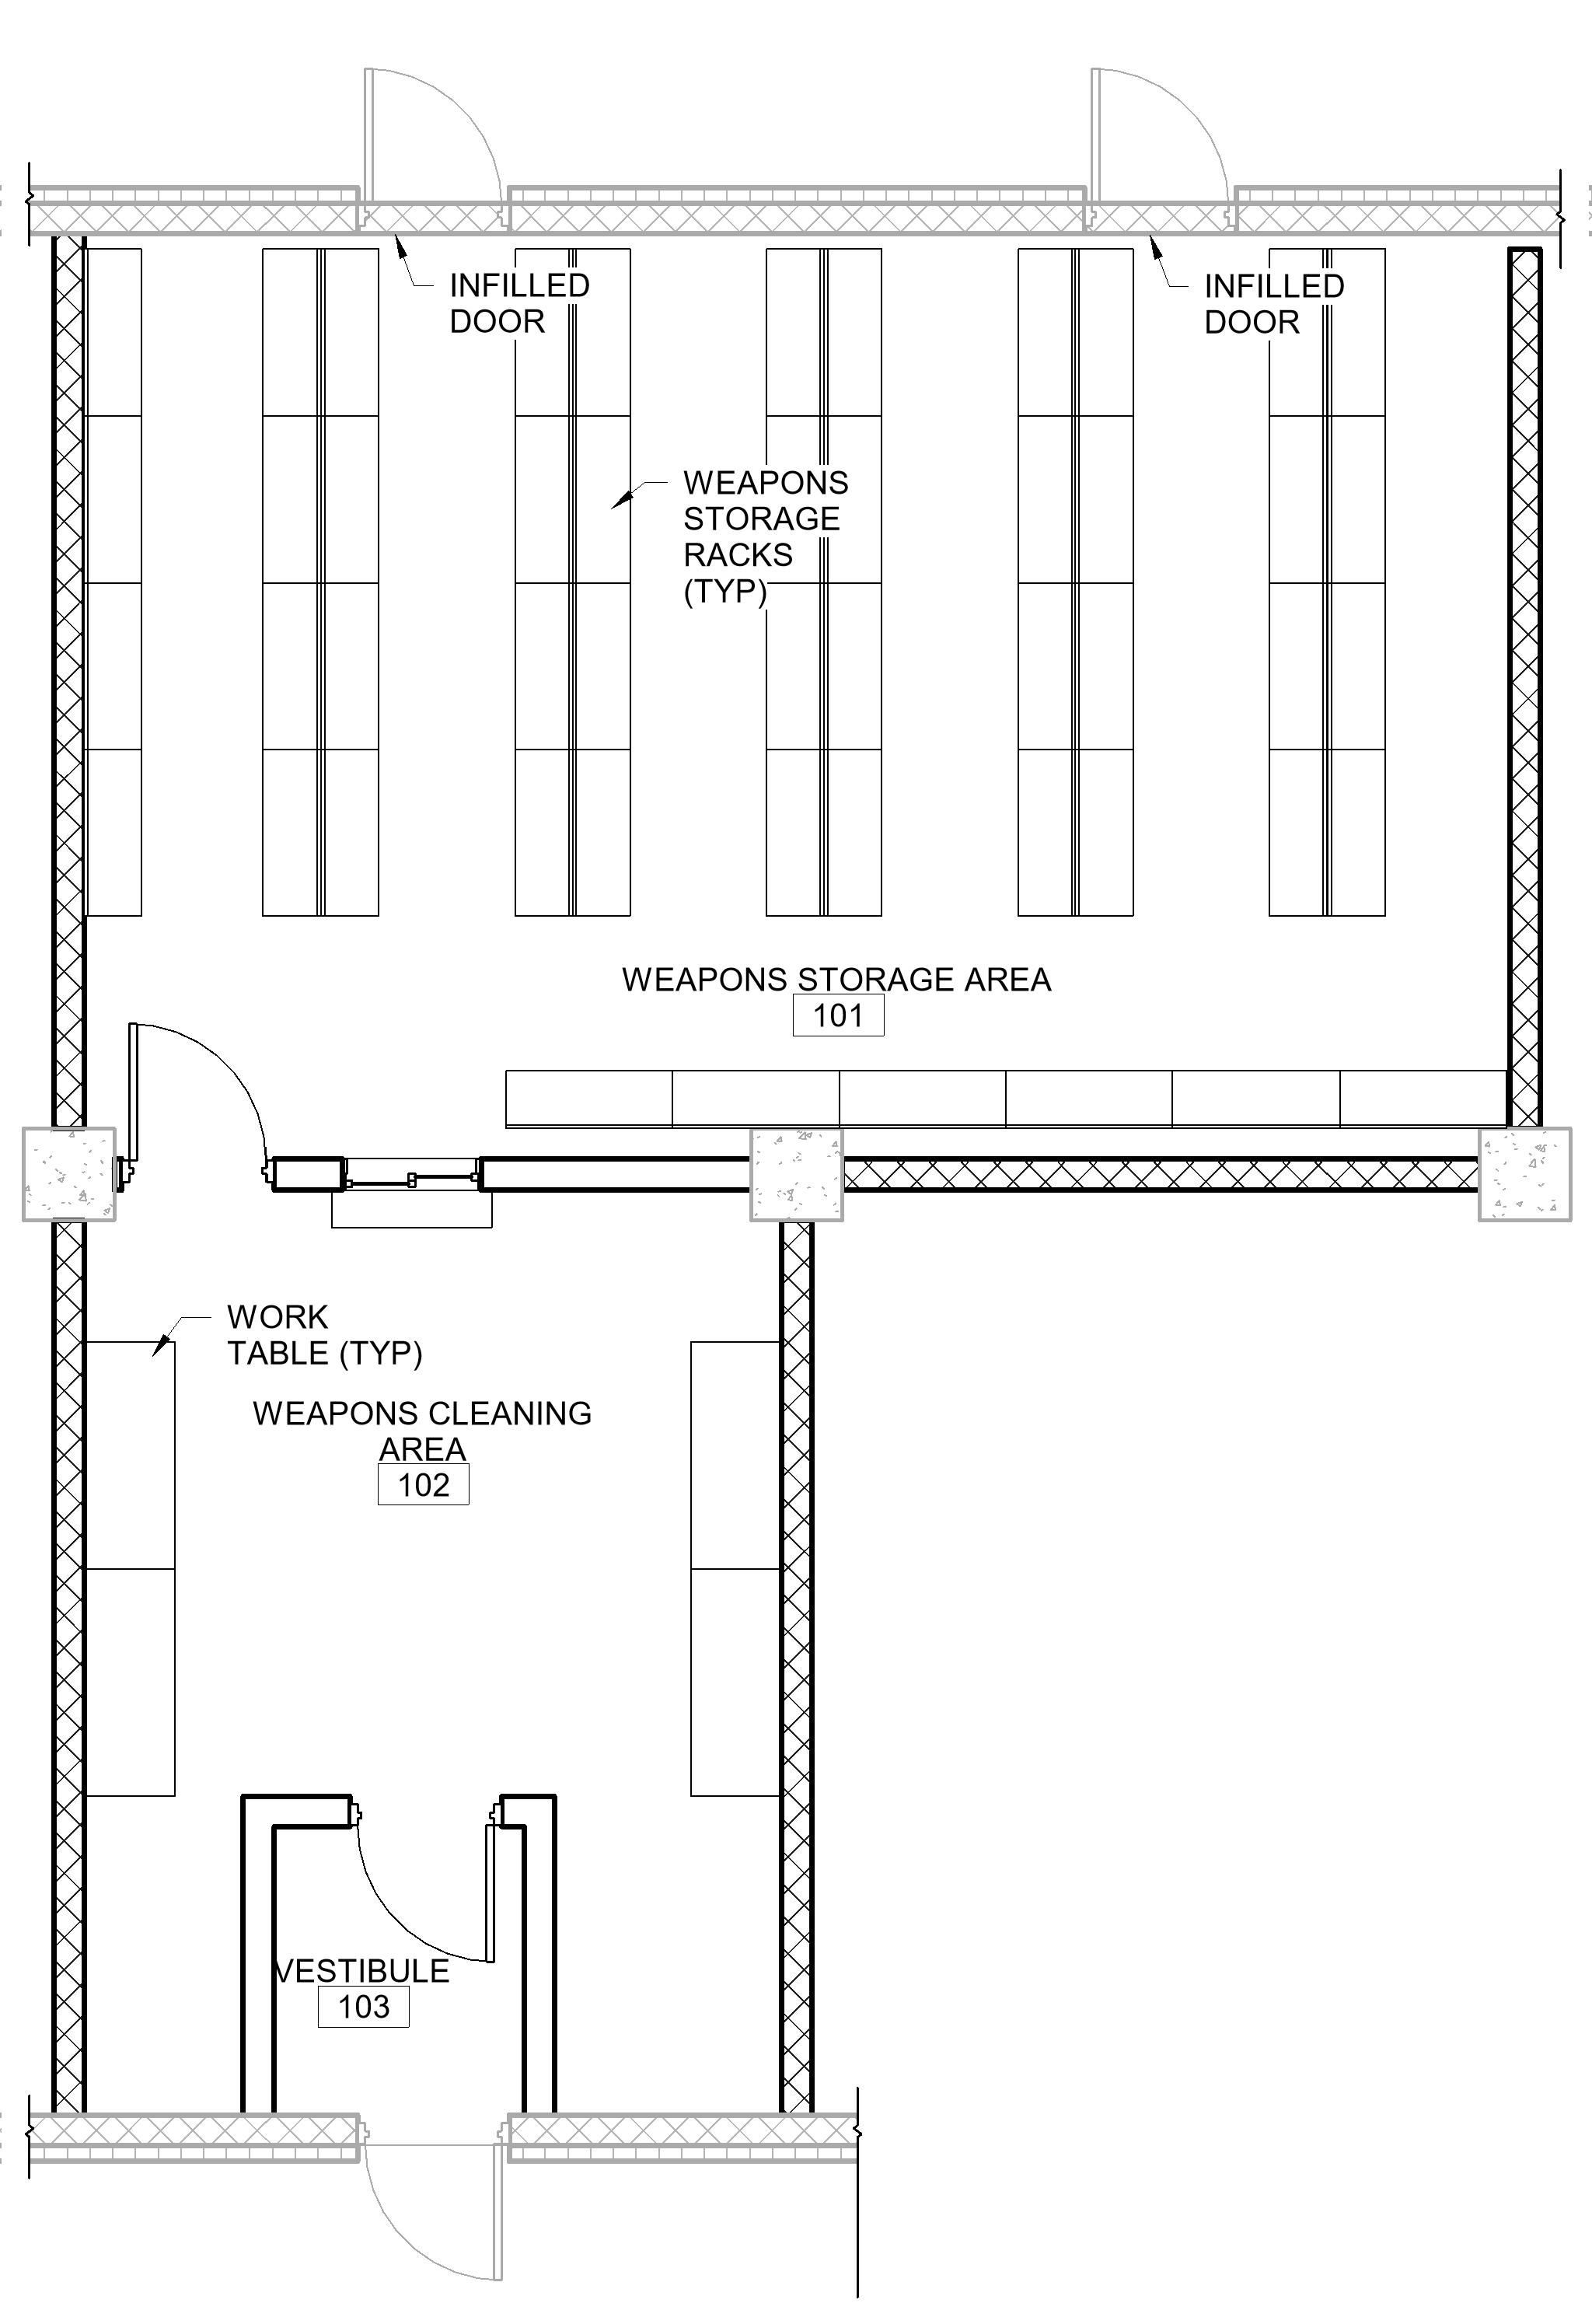 INFILLED
DOOR
INFILLED
DOOR
WEAPONS
STORAGE
RACKS
(TYP)
WEAPONS STORAGE AREA
101
WORK
TABLE (TYP)
WEAPONS CLEANING
AREA
102
VESTIBULE
103